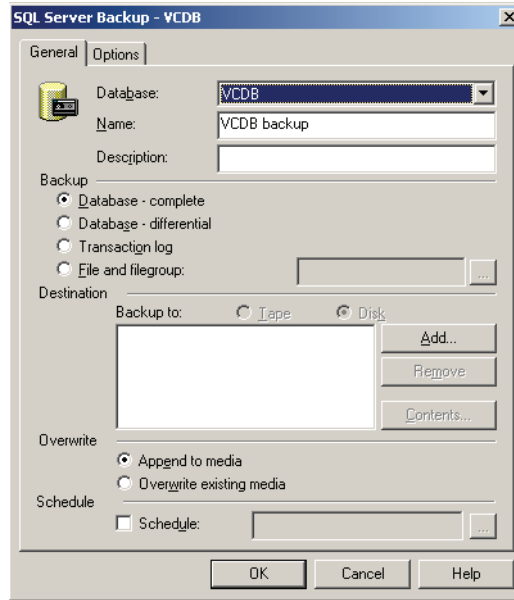 SQL Server Backup - VCDB
General
Options
Database: VCDB
Name: VCDB backup
Description:
Backup
Database - complete
Database - differential
Transaction log
File and filegroup: ...
Destination
Backup to: Tape Disk
Add...
Remove
Contents...
Overwrite
Append to media
Overwrite existing media
Schedule
Schedule: ...
OK Cancel Help